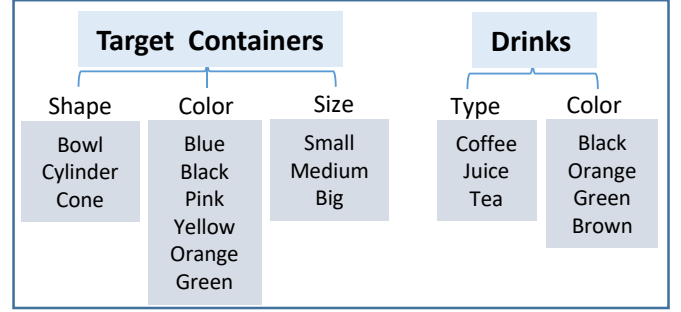 Target Containers
Shape
Bowl
Cylinder
Cone
Color
Blue
Black
Pink
Yellow
Orange
Green
Size
Small
Medium
Big
Drinks
Type
Coffee
Juice
Tea
Color
Black
Orange
Green
Brown